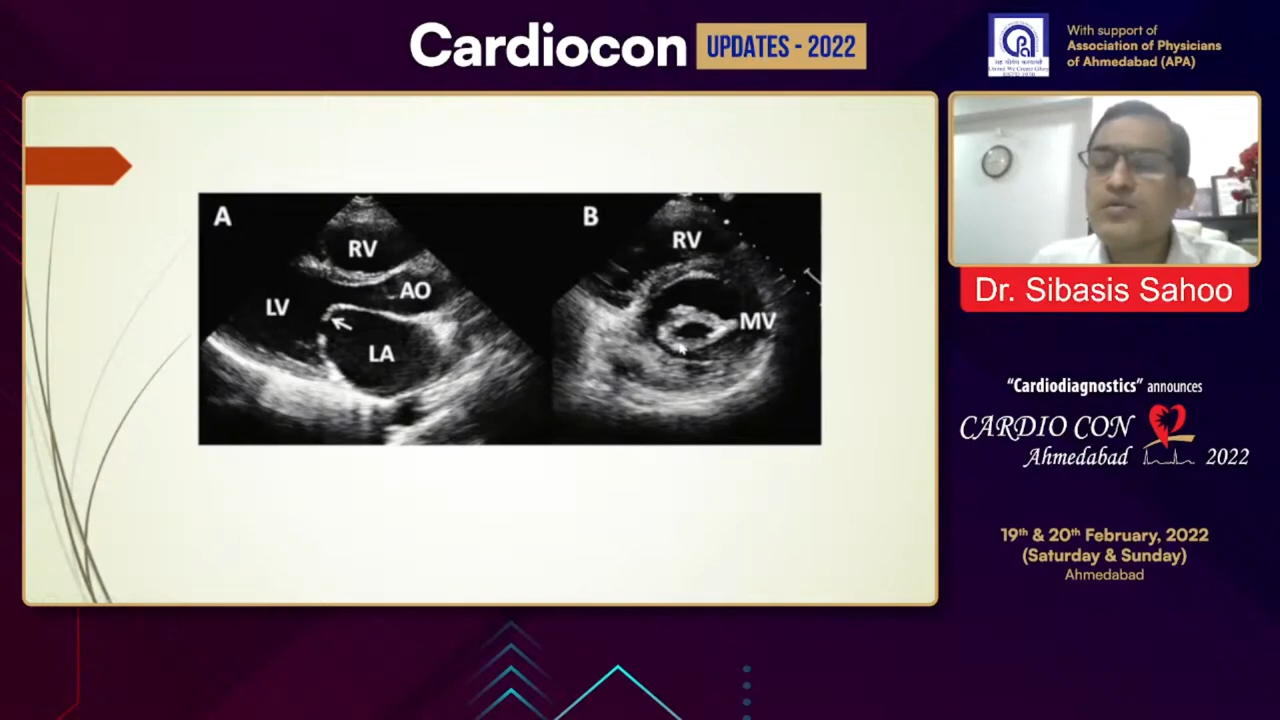 Cardiocon
UPDATES - 2022
With support of
Association of Physicians
of Ahmedabad (APA)
A
RV
LV
AO
LA
B
RV
MV
Dr. Sibasis Sahoo
“Cardiodiagnostics” announces
CARDIO CON
Ahmedabad 2022
19th & 20th February, 2022
(Saturday & Sunday)
Ahmedabad